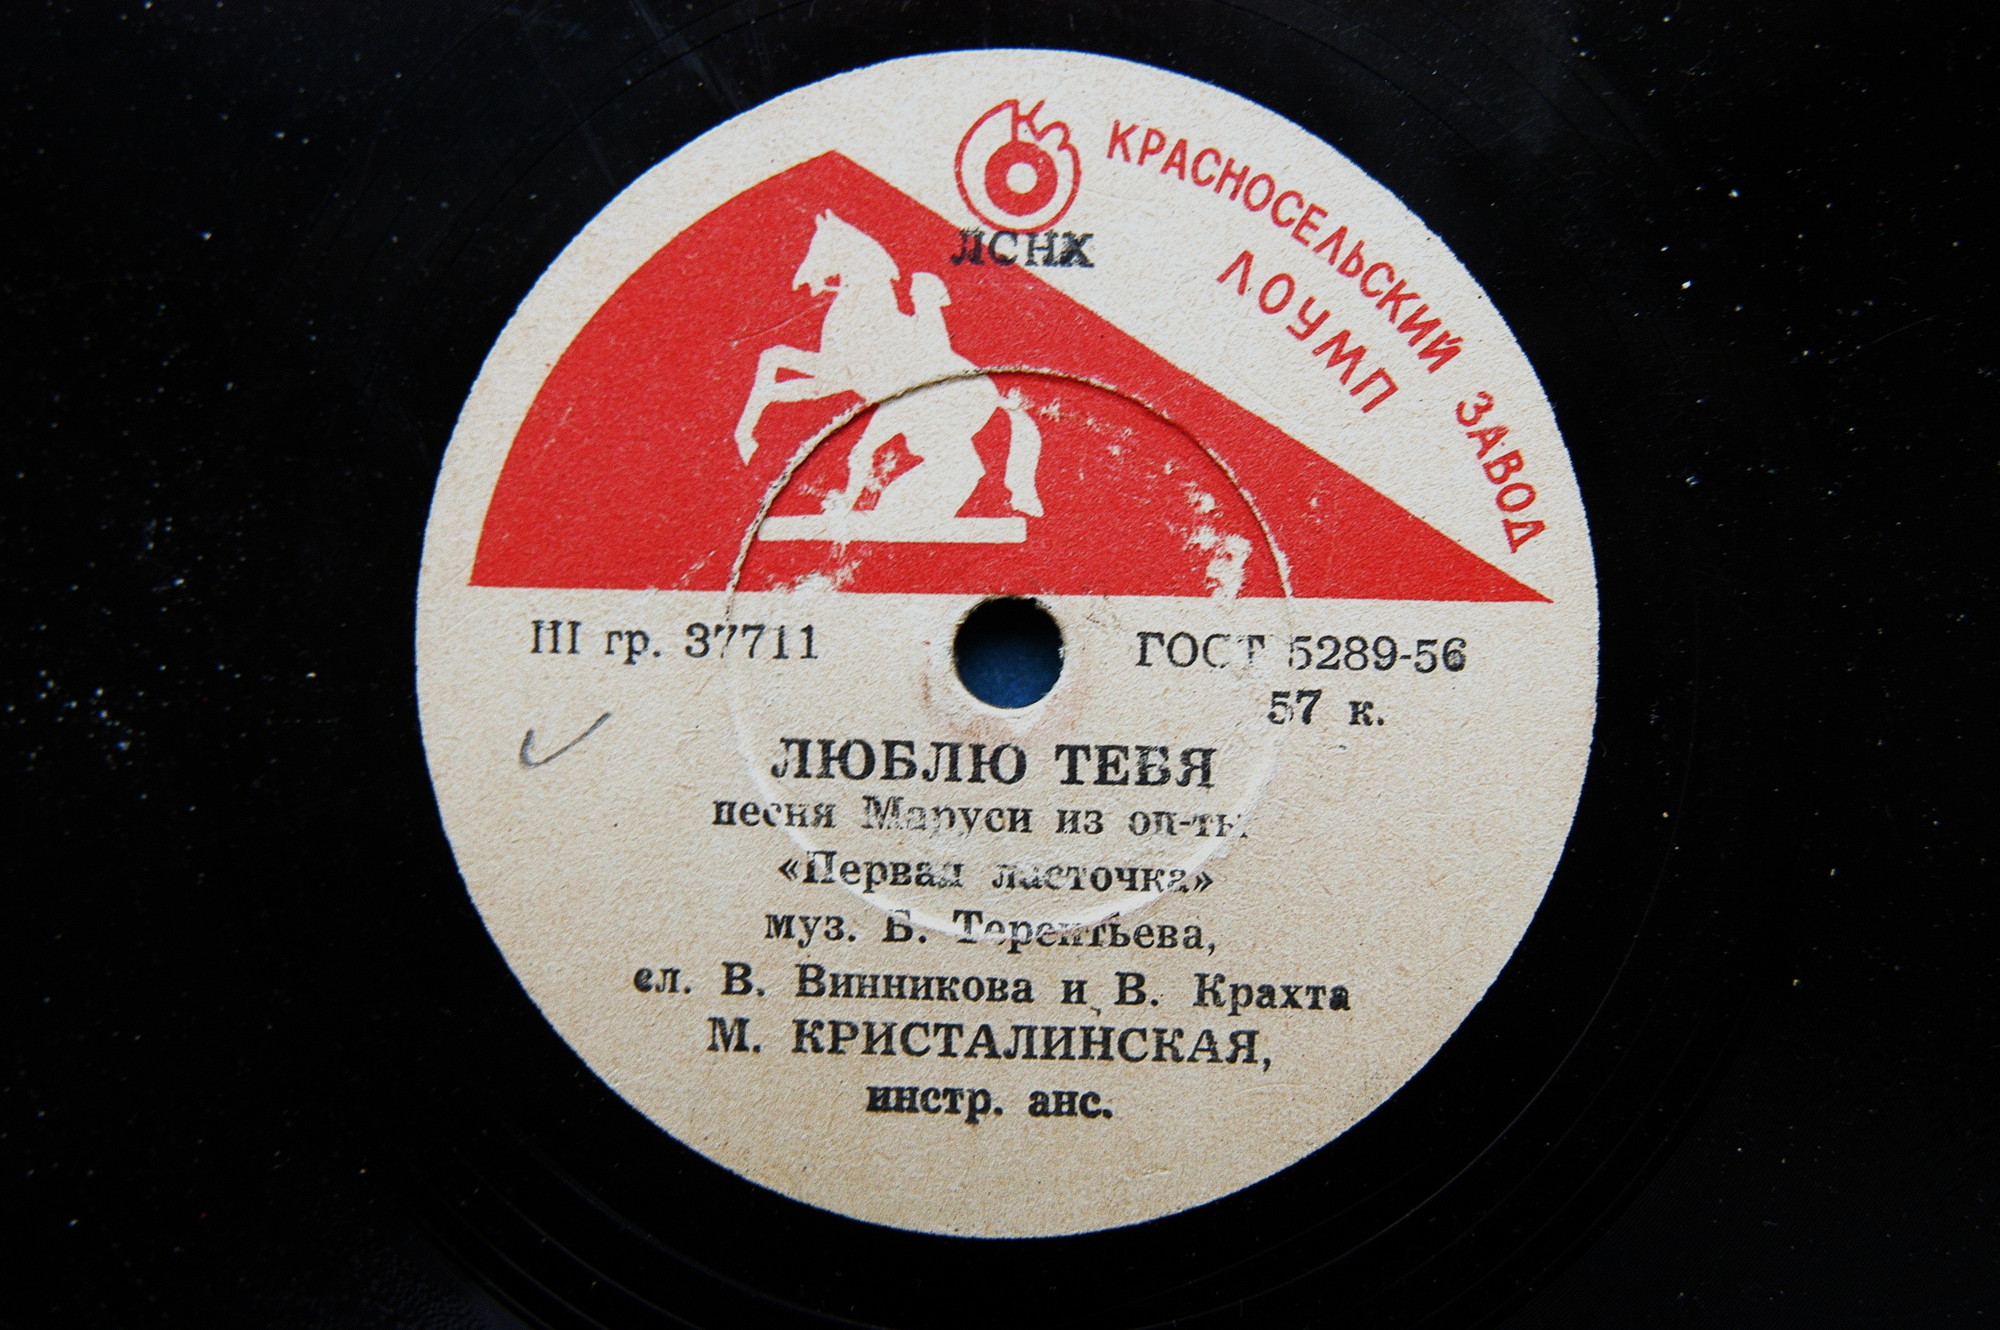 КРАСНОСЕЛЬСКИЙ ЗАВОД
ЛОУМП
ЛСНХ
III гр. 37711
ГОСТ 5289-56
57 к.
ЛЮБЛЮ ТЕБЯ
песня Маруси из оп-ты
«Первая ласточка»
муз. Б. Терентьева,
сл. В. Винникова и В. Крахта
М. КРИСТАЛИНСКАЯ,
инстр. анс.